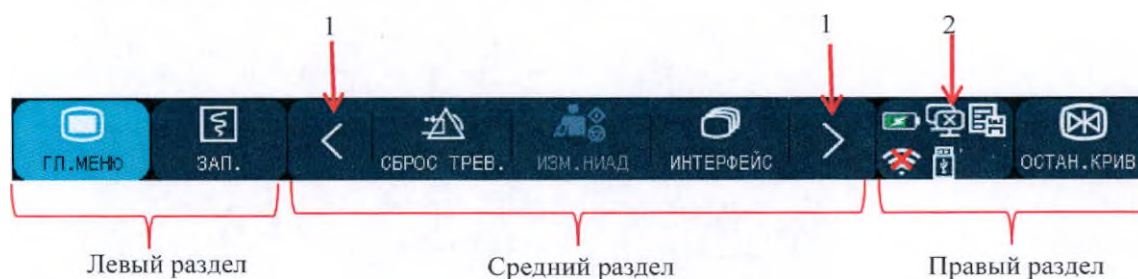 1 1 2
ГЛ.МЕНЮ ЗАП. СБРОС ТРЕВ. ИЗМ.НИАД ИНТЕРФЕЙС ОСТАН.КРИВ
Левый раздел Средний раздел Правый раздел